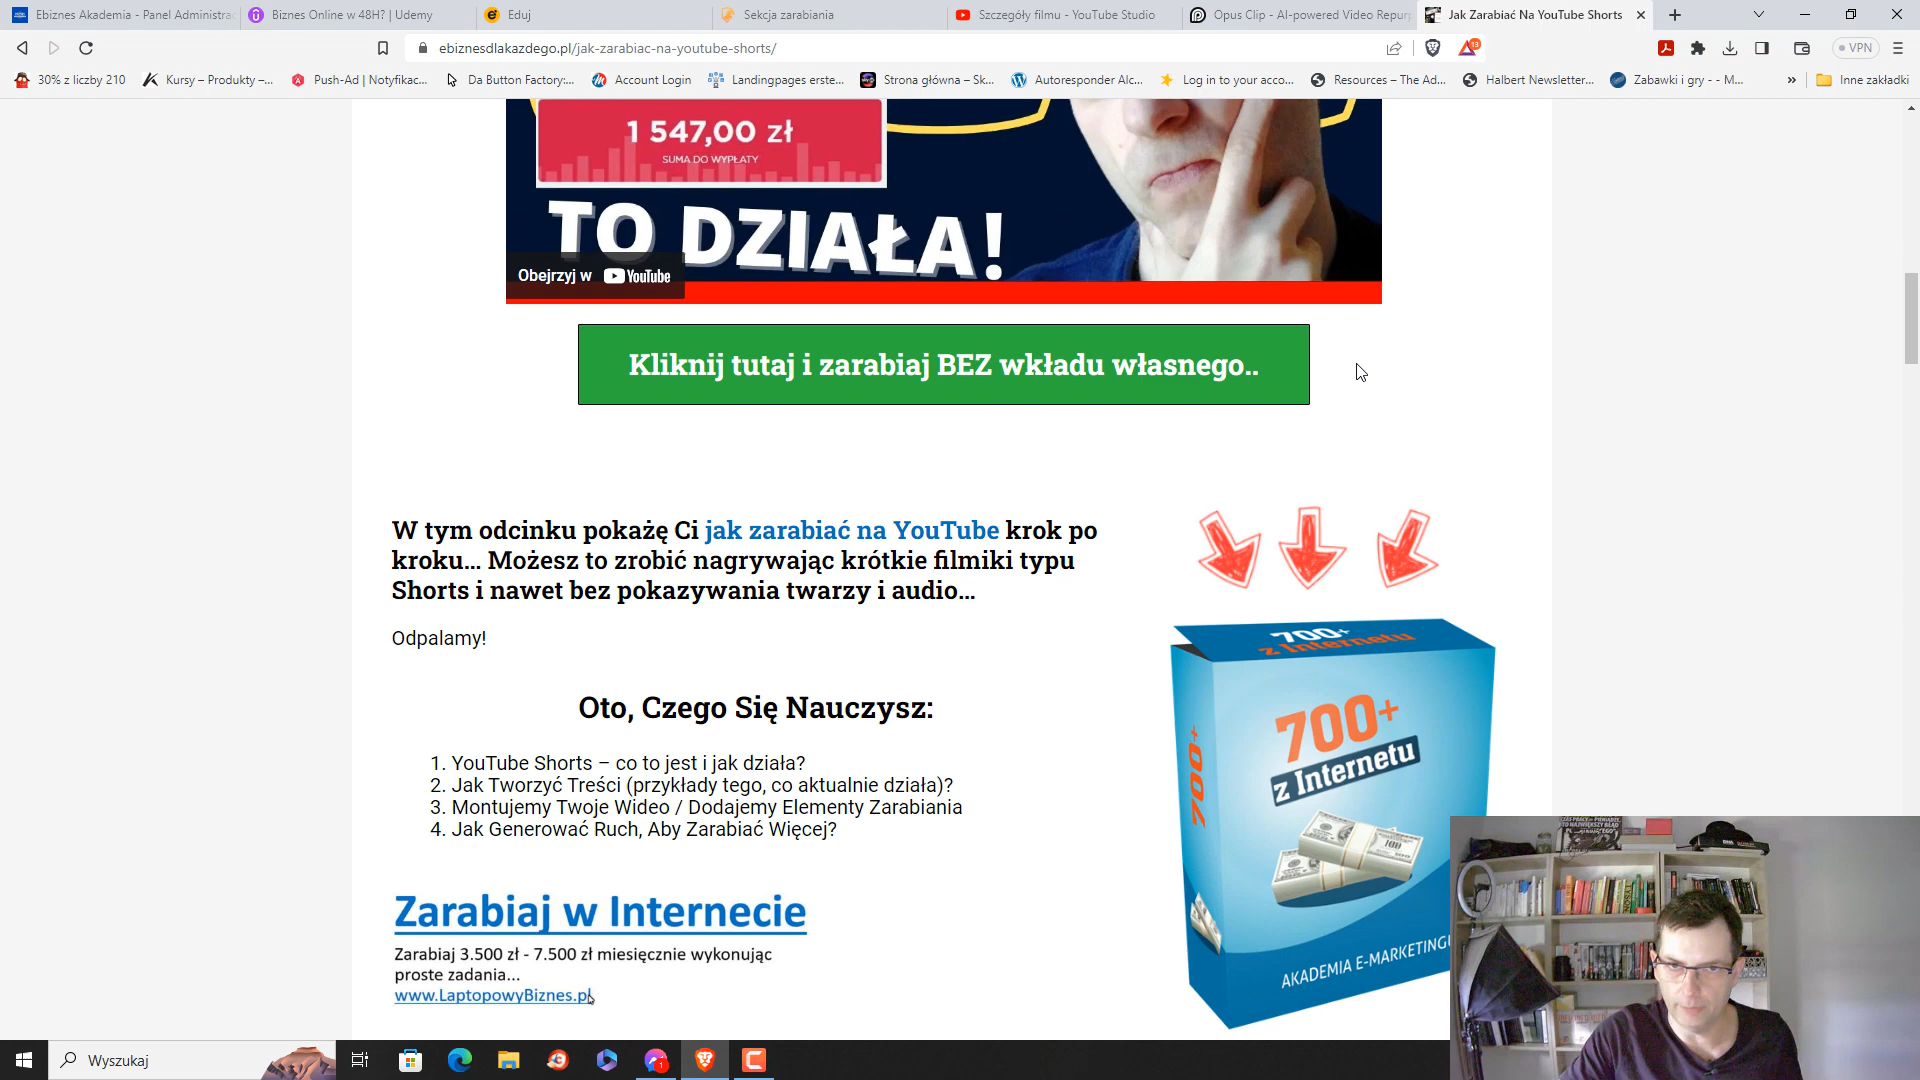 Ebiznes Akademia - Panel Administrac
Biznes Online w 48H? | Udemy
Eduj
Sekcja zarabiania
Szczegóły filmu - YouTube Studio
Opus Clip - AI-powered Video Repurp
Jak Zarabiać Na YouTube Shorts
ebiznesdlakazdego.pl/jak-zarabiac-na-youtube-shorts/
13
VPN
30% z liczby 210
Kursy – Produkty –...
Push-Ad | Notyfikac...
Da Button Factory:...
Account Login
Landingpages erste...
Strona główna – Sk...
Autoresponder Alc...
Log in to your acco...
Resources – The Ad...
Halbert Newsletter...
Zabawki i gry - - M...
Inne zakładki
1 547,00 zł
SUMA DO WYPŁATY
TO DZIAŁA!
Obejrzyj w YouTube
Kliknij tutaj i zarabiaj BEZ wkładu własnego..
W tym odcinku pokażę Ci jak zarabiać na YouTube krok po
kroku... Możesz to zrobić nagrywając krótkie filmiki typu
Shorts i nawet bez pokazywania twarzy i audio...
Odpalamy!
Oto, Czego Się Nauczysz:
1. YouTube Shorts – co to jest i jak działa?
2. Jak Tworzyć Treści (przykłady tego, co aktualnie działa)?
3. Montujemy Twoje Wideo / Dodajemy Elementy Zarabiania
4. Jak Generować Ruch, Aby Zarabiać Więcej?
700+
z Internetu
700+
700+
z Internetu
100
AKADEMIA E-MARKETINGU
Zarabiaj w Internecie
Zarabiaj 3.500 zł - 7.500 zł miesięcznie wykonując
proste zadania...
www.LaptopowyBiznes.pl
Wyszukaj
1